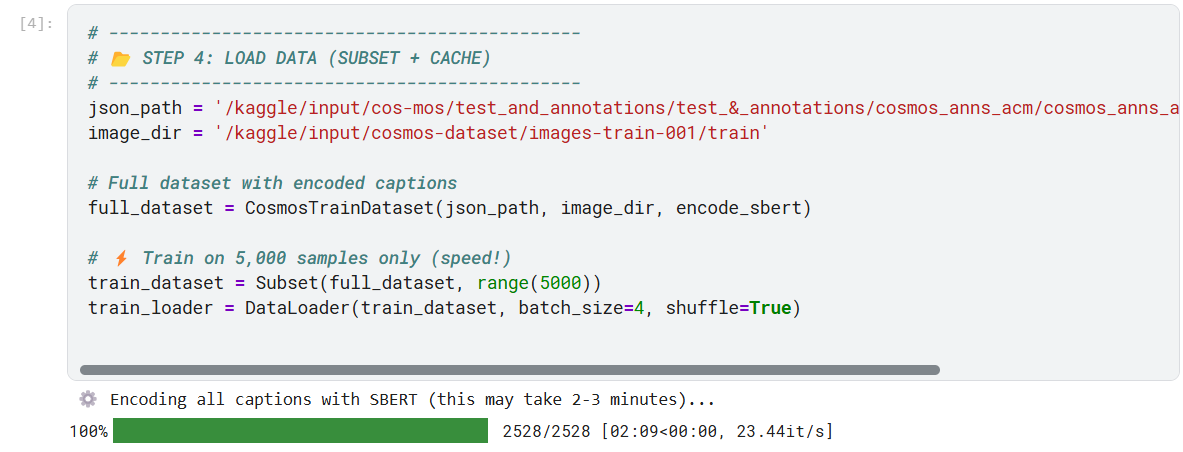 [4]:
# ----------------------------------------------
# 📂 STEP 4: LOAD DATA (SUBSET + CACHE)
# ----------------------------------------------
json_path = '/kaggle/input/cos-mos/test_and_annotations/test_&_annotations/cosmos_anns_acm/cosmos_anns_a
image_dir = '/kaggle/input/cosmos-dataset/images-train-001/train'
# Full dataset with encoded captions
full_dataset = CosmosTrainDataset(json_path, image_dir, encode_sbert)
# ⚡ Train on 5,000 samples only (speed!)
train_dataset = Subset(full_dataset, range(5000))
train_loader = DataLoader(train_dataset, batch_size=4, shuffle=True)
⚙️ Encoding all captions with SBERT (this may take 2-3 minutes)...
100% 2528/2528 [02:09<00:00, 23.44it/s]